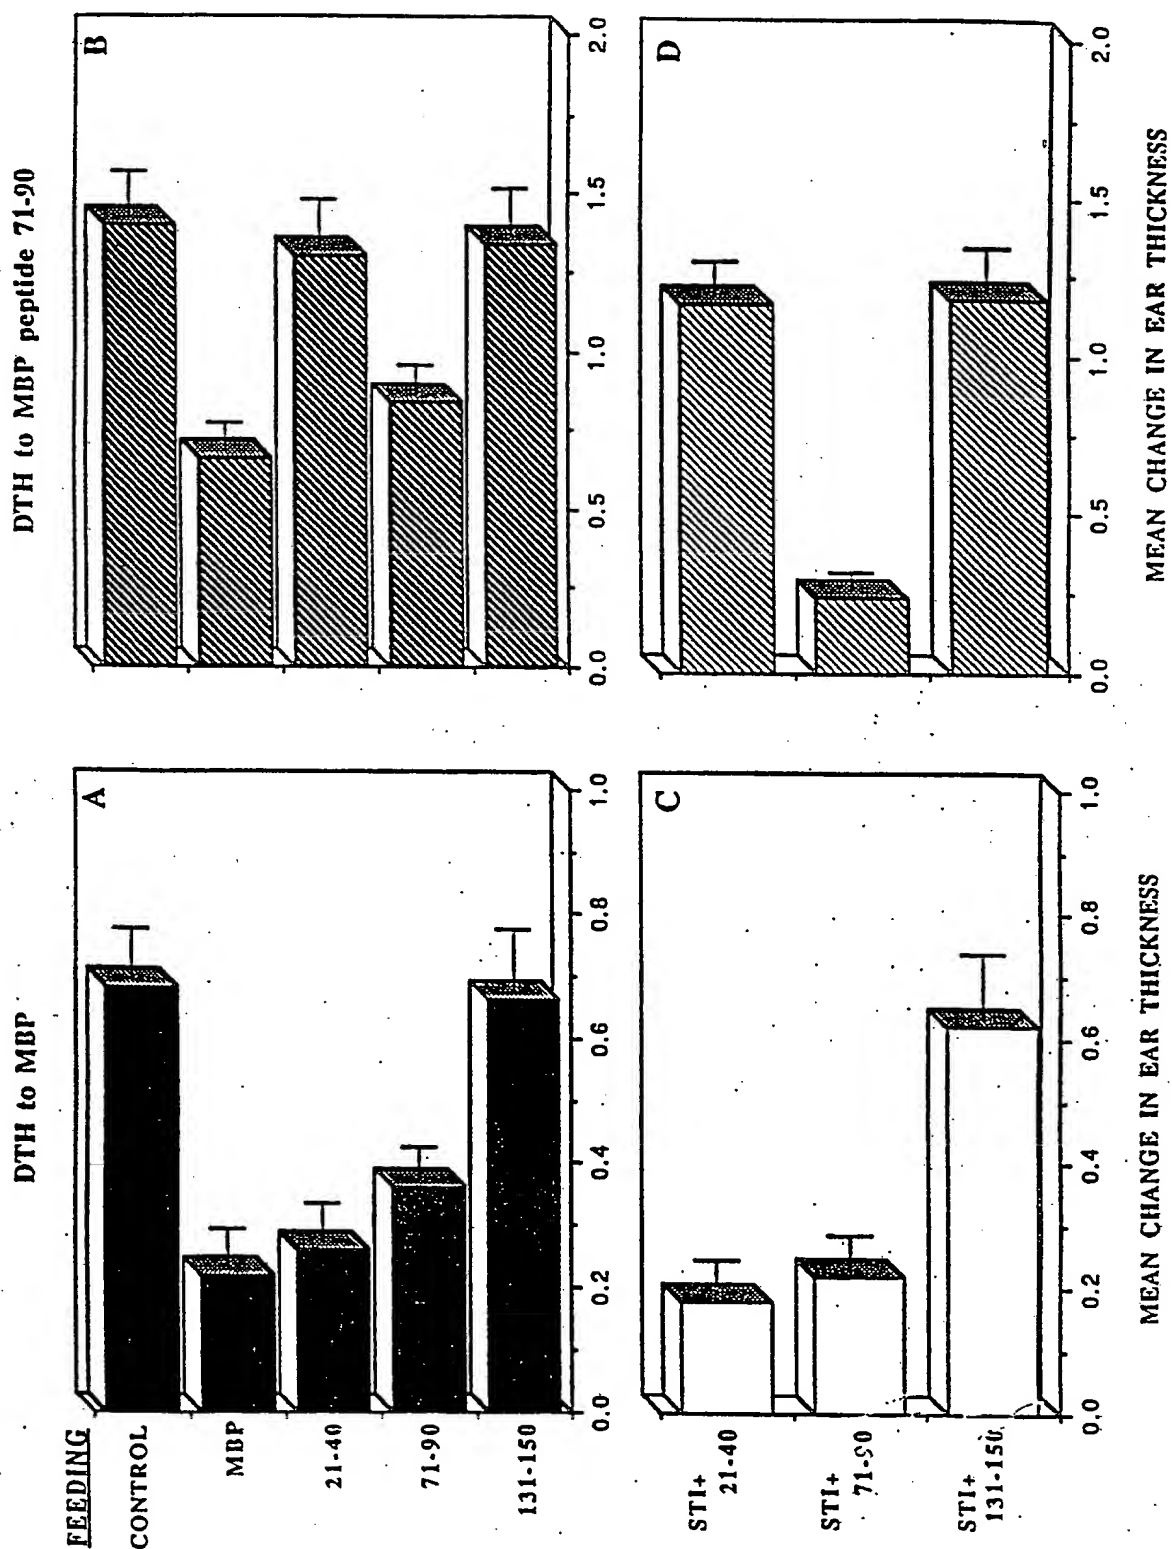 DTH to MBP
DTH to MBP peptide 71-90
FEEDING
A
B
CONTROL
MBP
21-40
71-90
131-150
0.0 0.2 0.4 0.6 0.8 1.0
0.0 0.5 1.0 1.5 2.0
C
D
STI+
21-40
STI+
71-90
STI+
131-150
0.0 0.2 0.4 0.6 0.8 1.0
0.0 0.5 1.0 1.5 2.0
MEAN CHANGE IN EAR THICKNESS
MEAN CHANGE IN EAR THICKNESS